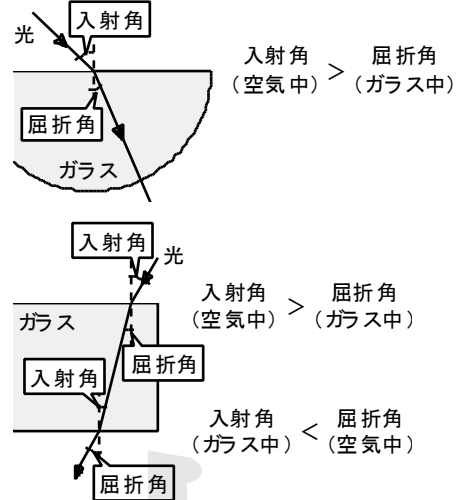 入射角
光
入射角 > 屈折角
（空気中） （ガラス中）
屈折角
ガラス
入射角
光
ガラス
入射角 > 屈折角
（空気中） （ガラス中）
屈折角
入射角
入射角 < 屈折角
（ガラス中） （空気中）
屈折角